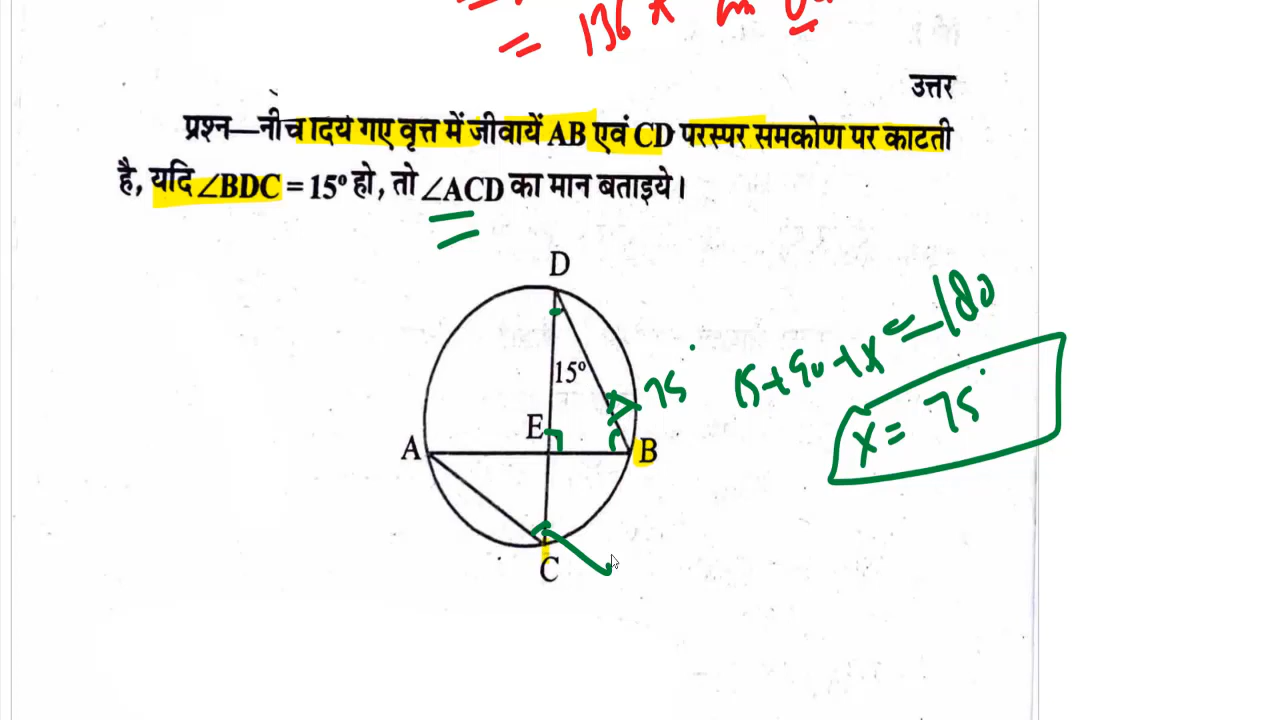 = 136 x
उत्तर
प्रश्न—नीच दिये गए वृत्त में जीवायें AB एवं CD परस्पर समकोण पर काटती
है, यदि ∠BDC = 15° हो, तो ∠ACD का मान बताइये।
D
15° 75° 15+90+x = 180
E x = 75°
A B
C